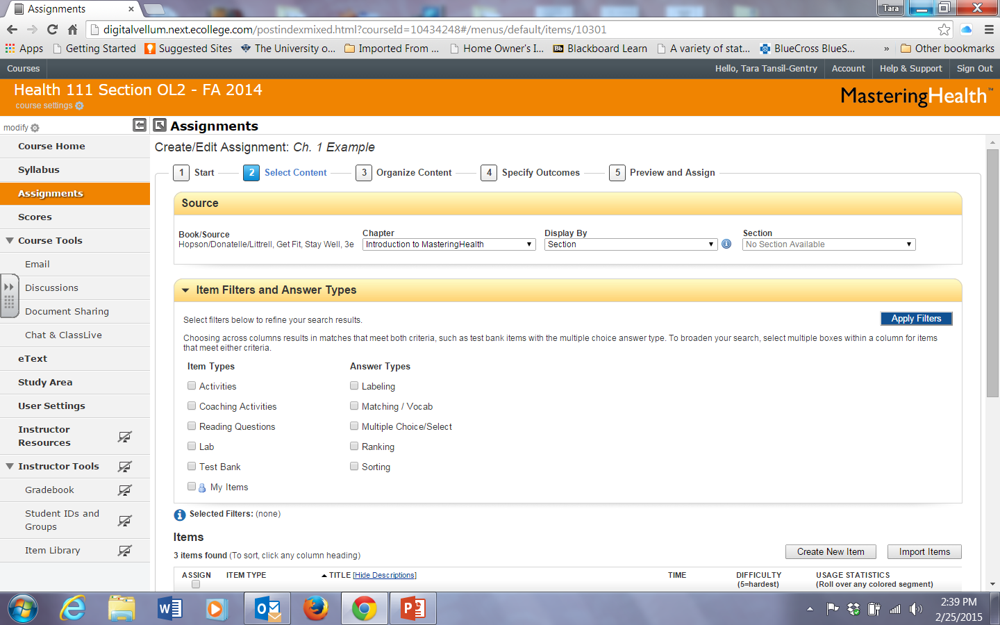 Assignments
Tara
digitalvellum.next.ecollege.com/postindexmixed.html?courseId=10434248#/menus/default/items/10301
Apps Getting Started Suggested Sites The University o... Imported From ... Home Owner's I... Bb Blackboard Learn A variety of stat... BlueCross BlueS... » Other bookmarks
Courses Hello, Tara Tansil-Gentry Account Help & Support Sign Out
Health 111 Section OL2 - FA 2014
course settings
MasteringHealth™
modify
Assignments
Course Home
Syllabus
Assignments
Scores
Course Tools
Email
Discussions
Document Sharing
Chat & ClassLive
eText
Study Area
User Settings
Instructor
Resources
Instructor Tools
Gradebook
Student IDs and
Groups
Item Library
Create/Edit Assignment: Ch. 1 Example
1 Start 2 Select Content 3 Organize Content 4 Specify Outcomes 5 Preview and Assign
Source
Book/Source Chapter Display By Section
Hopson/Donatelle/Littrell, Get Fit, Stay Well, 3e Introduction to MasteringHealth Section No Section Available
Item Filters and Answer Types
Select filters below to refine your search results.
Apply Filters
Choosing across columns results in matches that meet both criteria, such as test bank items with the multiple choice answer type. To broaden your search, select multiple boxes within a column for items
that meet either criteria.
Item Types Answer Types
Activities Labeling
Coaching Activities Matching / Vocab
Reading Questions Multiple Choice/Select
Lab Ranking
Test Bank Sorting
My Items
Selected Filters: (none)
Items
3 items found (To sort, click any column heading)
Create New Item Import Items
ASSIGN ITEM TYPE TITLE [Hide Descriptions] TIME DIFFICULTY USAGE STATISTICS
(5=hardest) (Roll over any colored segment)
2:39 PM
2/25/2015